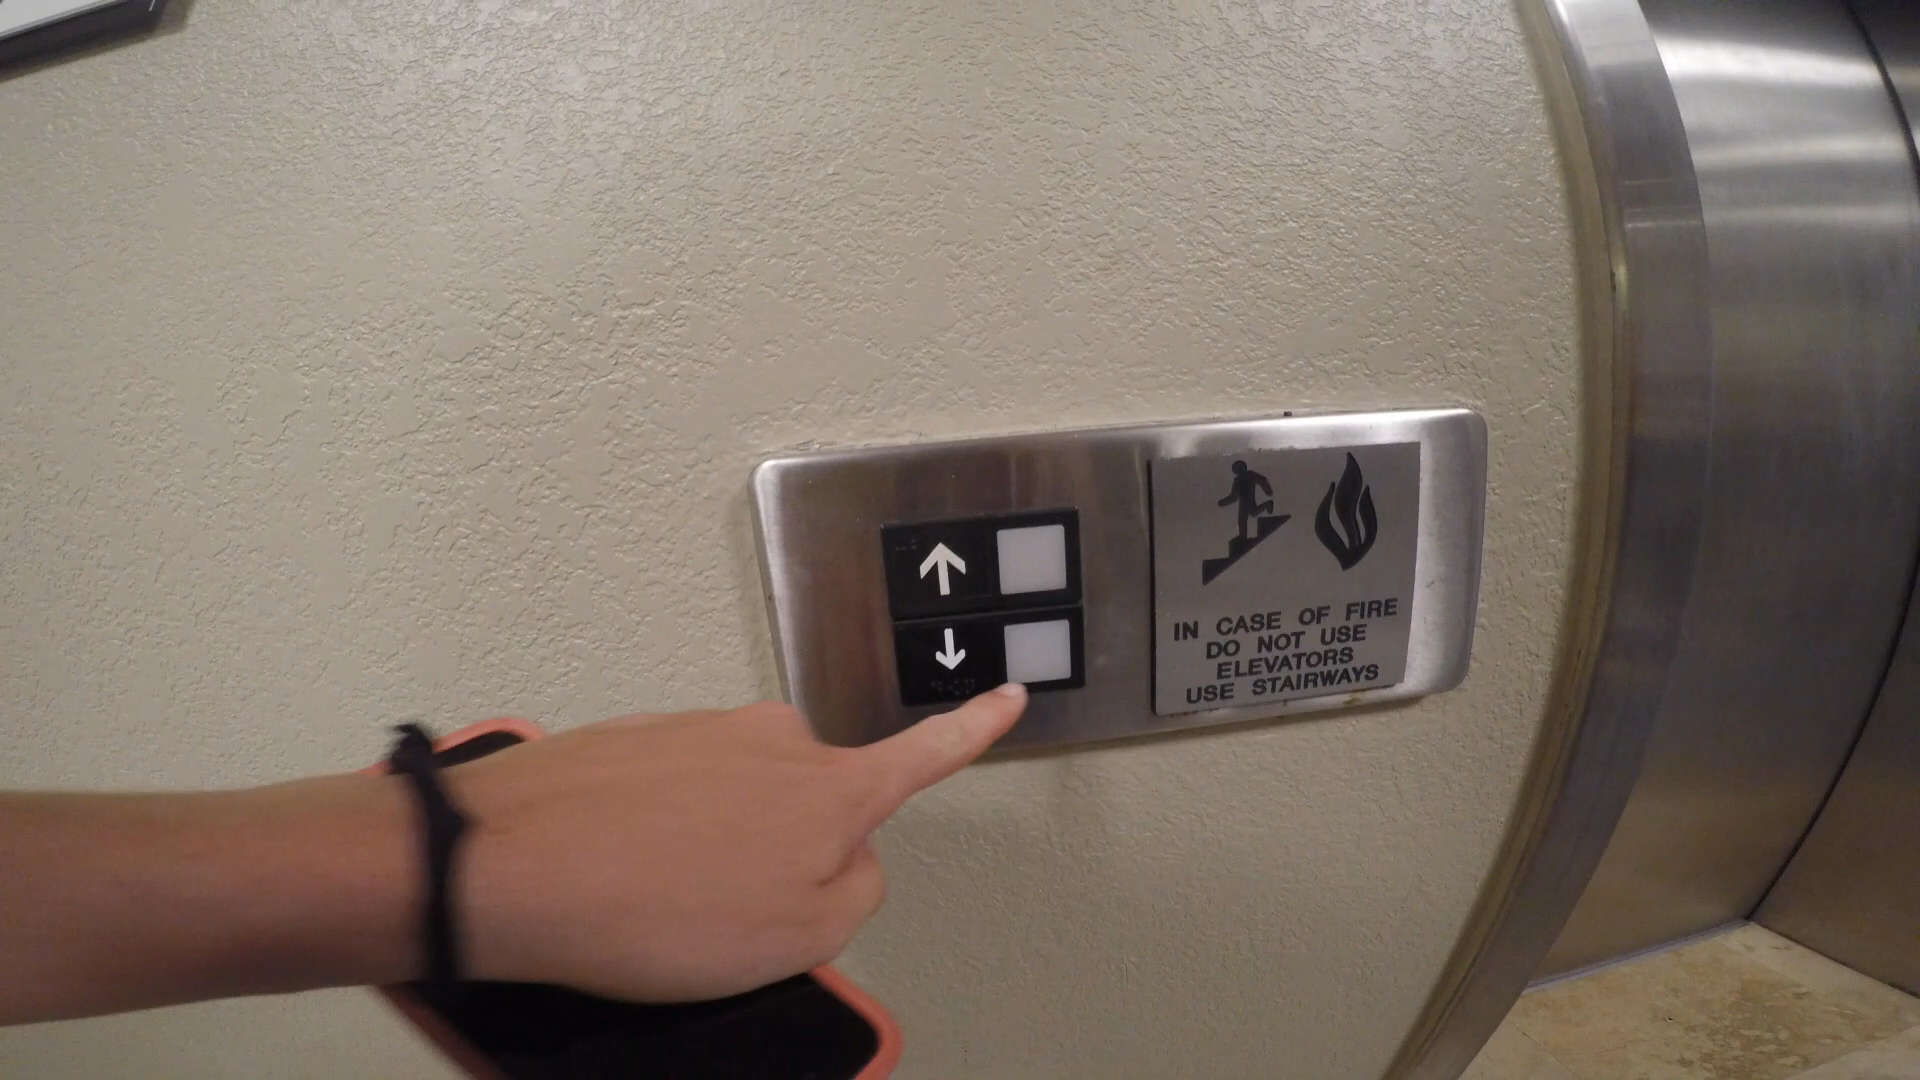 IN CASE OF FIRE
DO NOT USE
ELEVATORS
USE STAIRWAYS